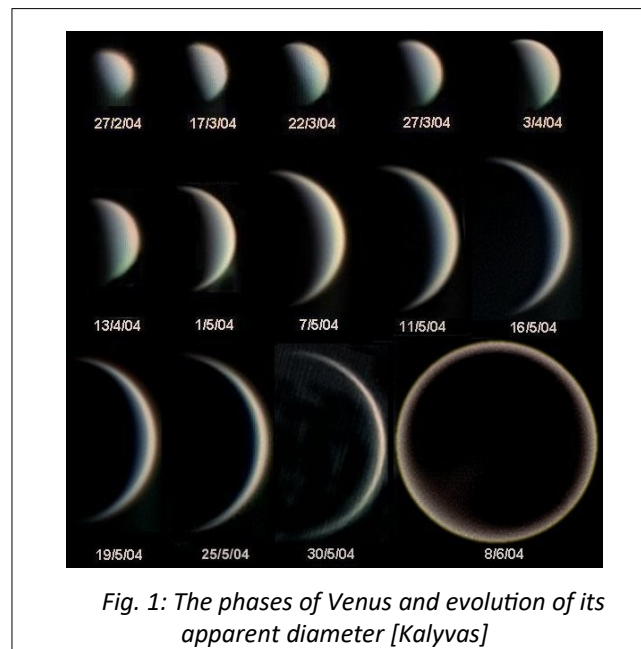 27/2/04 17/3/04 22/3/04 27/3/04 3/4/04
13/4/04 1/5/04 7/5/04 11/5/04 16/5/04
19/5/04 25/5/04 30/5/04 8/6/04
Fig. 1: The phases of Venus and evolution of its
apparent diameter [Kalyvas]